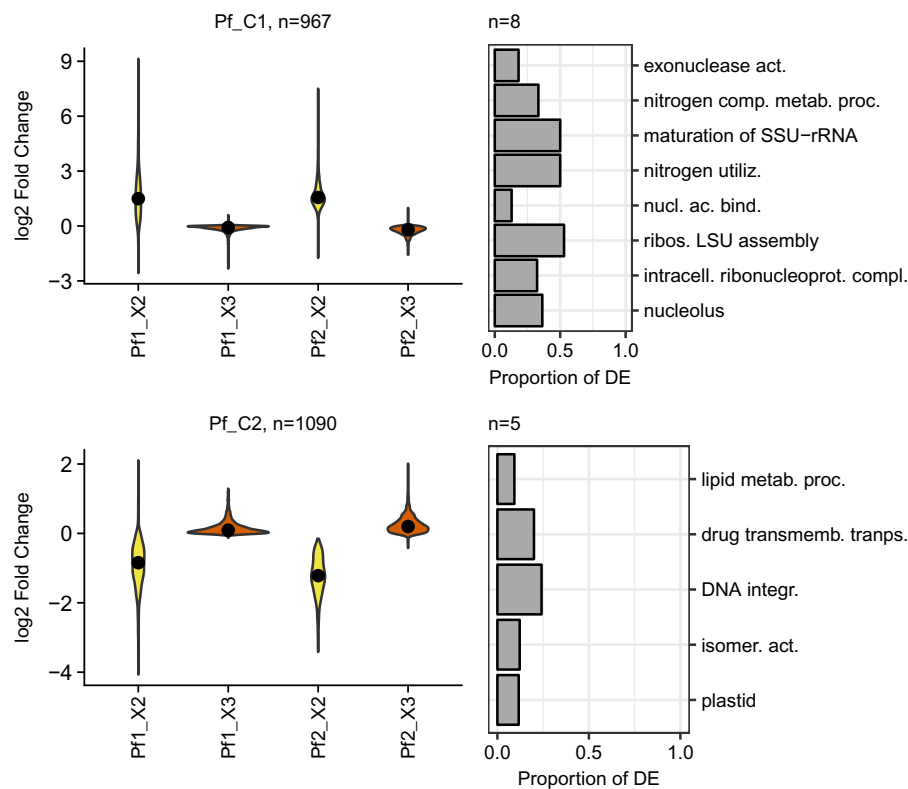 Pf_C1, n=967
n=8
log2 Fold Change
9
6
3
0
−3
Pf1_X2
Pf1_X3
Pf2_X2
Pf2_X3
exonuclease act.
nitrogen comp. metab. proc.
maturation of SSU−rRNA
nitrogen utiliz.
nucl. ac. bind.
ribos. LSU assembly
intracell. ribonucleoprot. compl.
nucleolus
0.0 0.5 1.0
Proportion of DE
Pf_C2, n=1090
n=5
log2 Fold Change
2
0
−2
−4
Pf1_X2
Pf1_X3
Pf2_X2
Pf2_X3
lipid metab. proc.
drug transmemb. tranps.
DNA integr.
isomer. act.
plastid
0.0 0.5 1.0
Proportion of DE